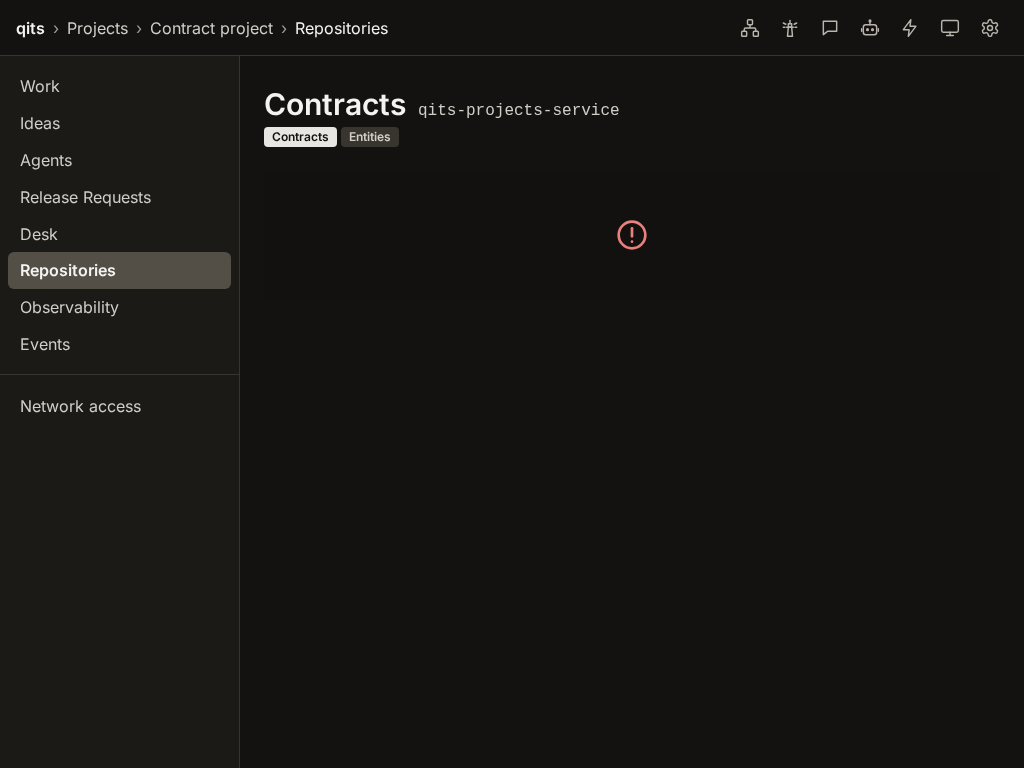 qits › Projects › Contract project › Repositories
Work
Ideas
Agents
Release Requests
Desk
Repositories
Observability
Events
Network access
Contracts qits-projects-service
Contracts Entities